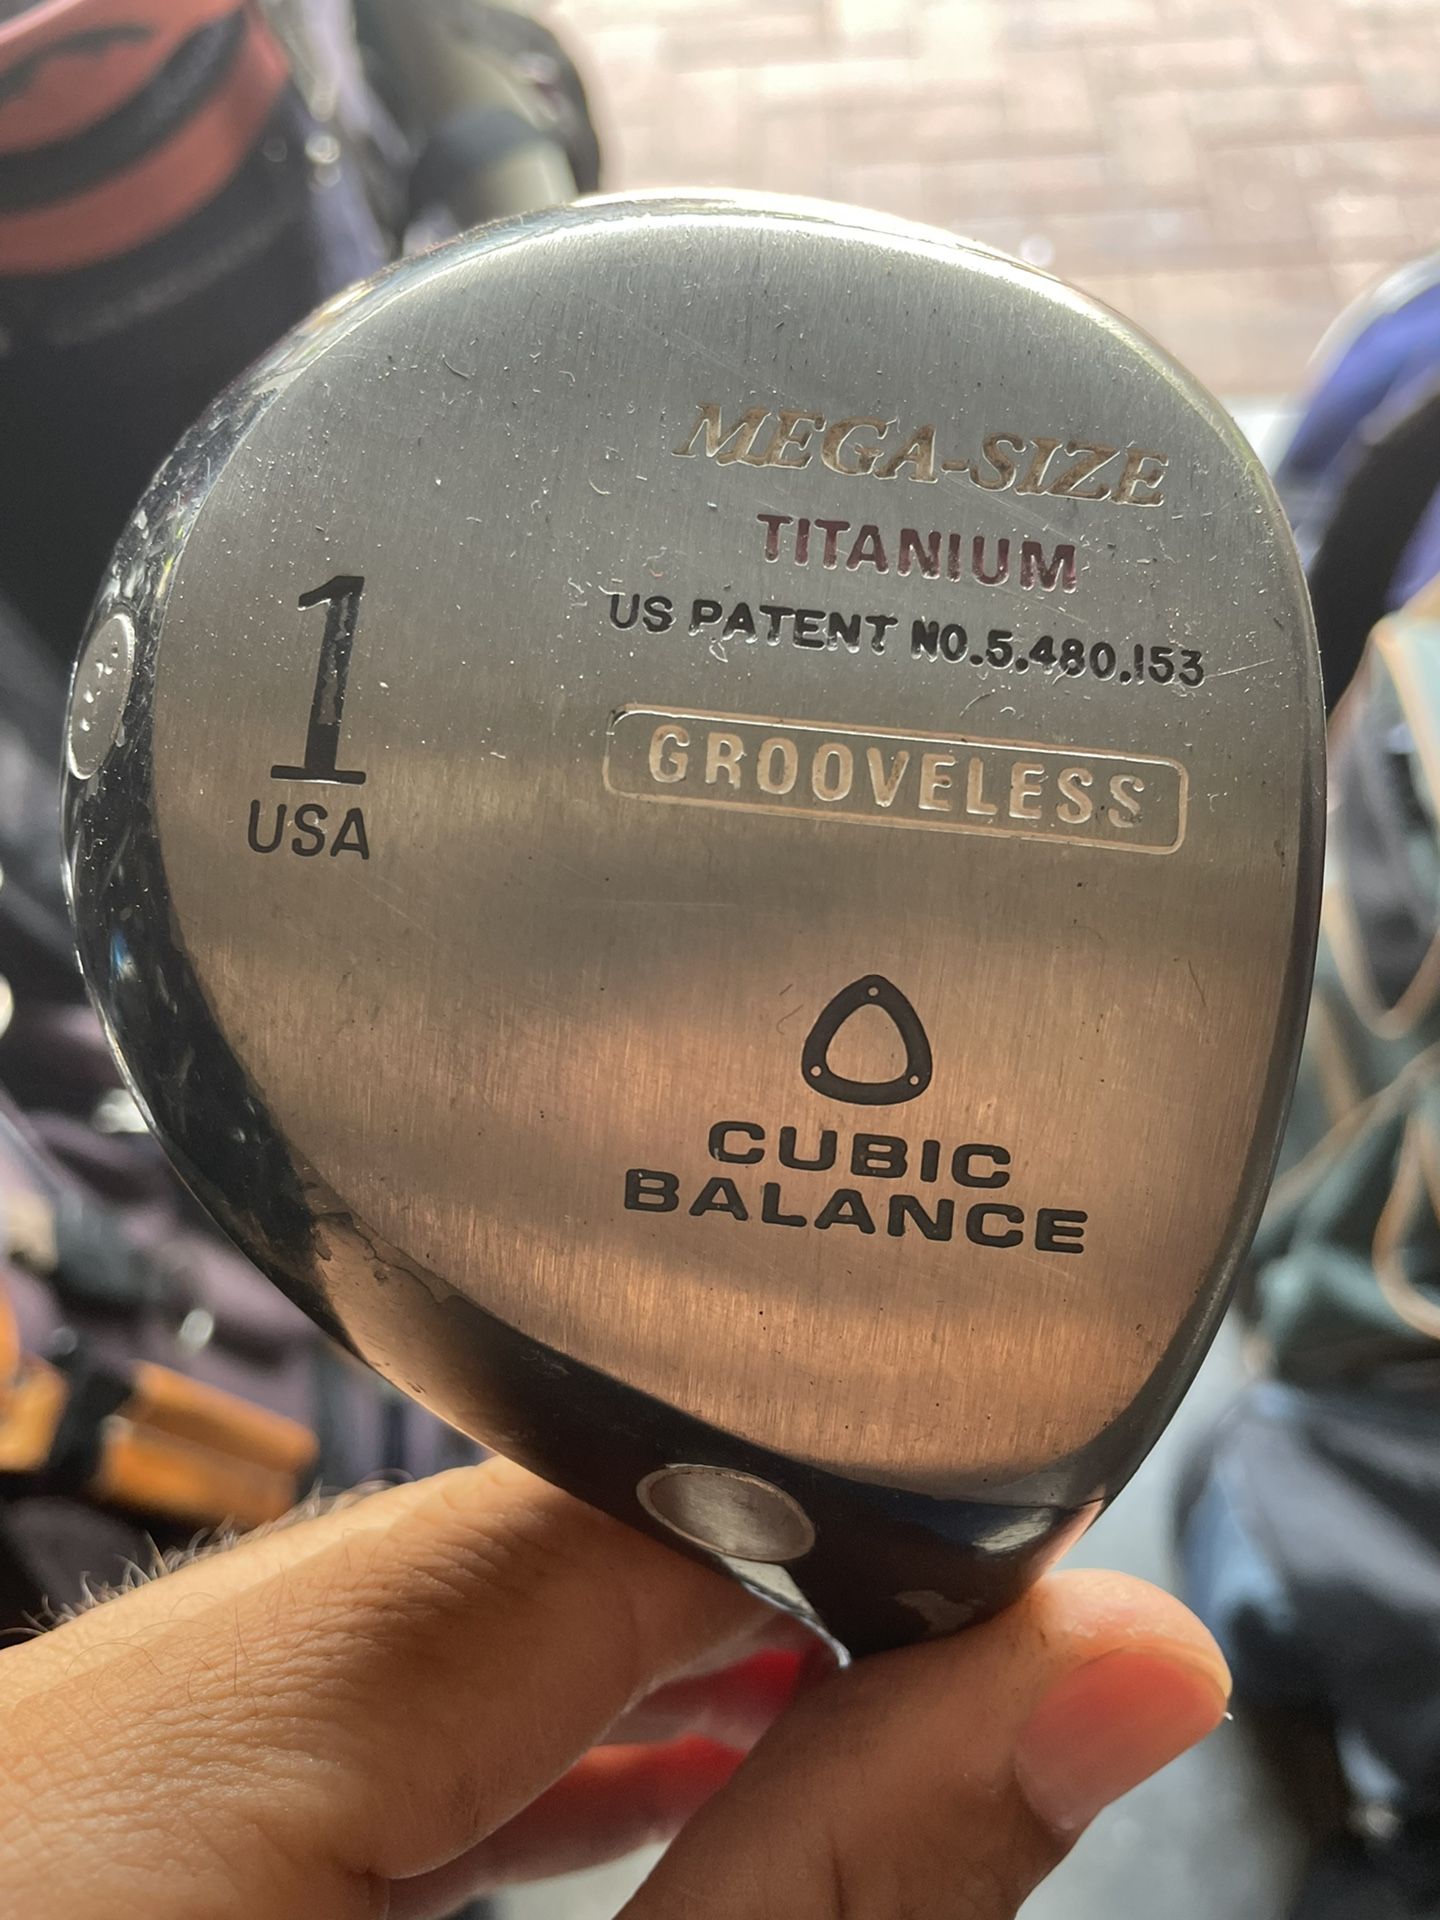 MEGA-SIZE
TITANIUM
US PATENT NO.5.480.153
GROOVELESS
1
USA
CUBIC
BALANCE